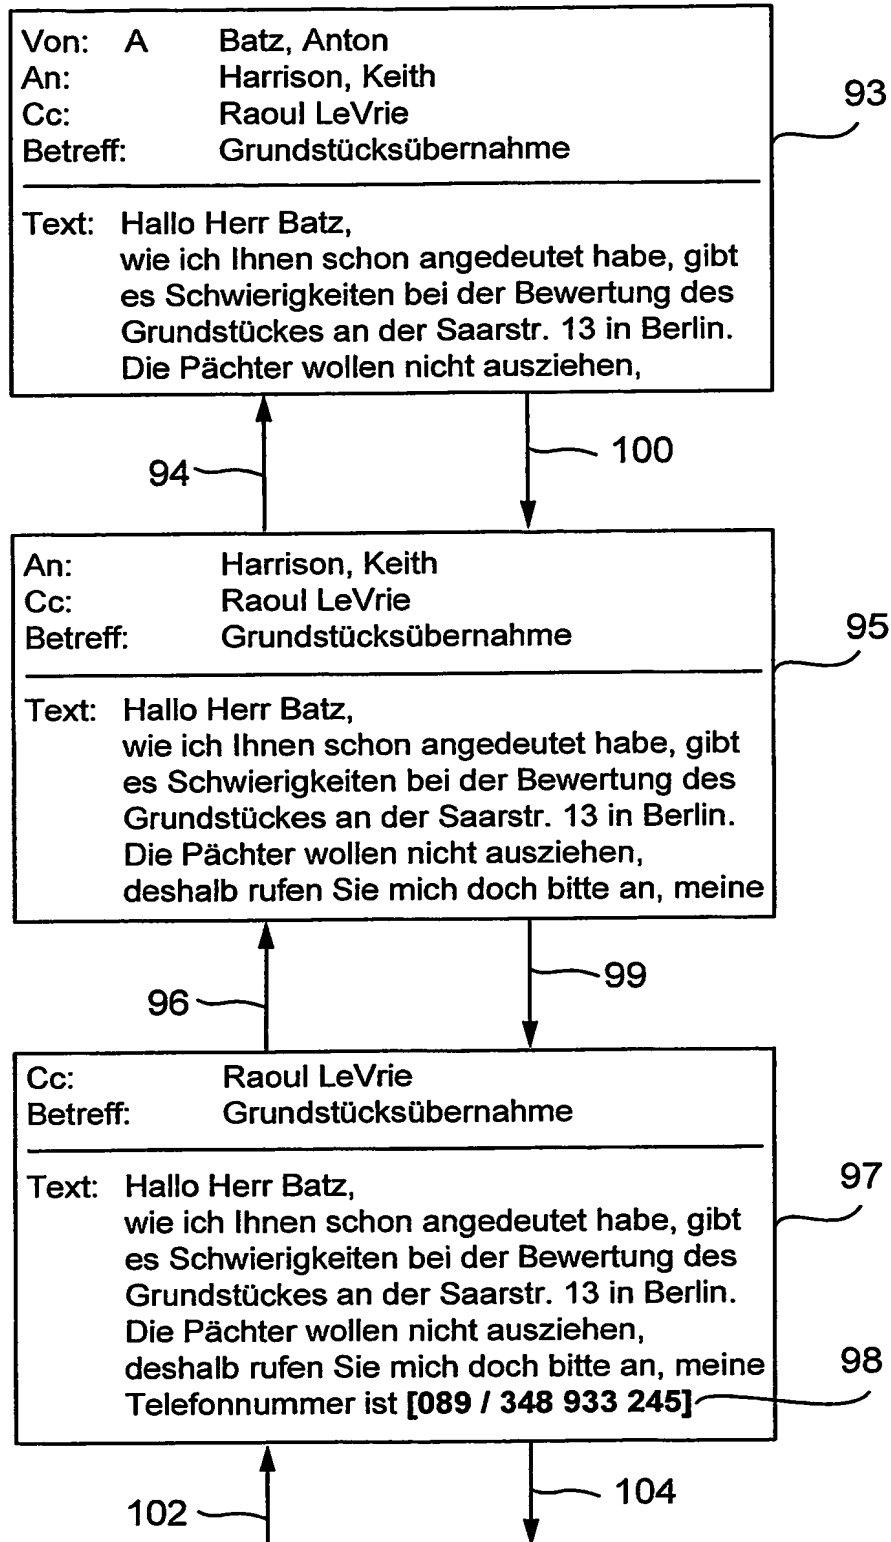 Von: A Batz, Anton
An: Harrison, Keith
Cc: Raoul LeVrie
Betreff: Grundstücksübernahme
93
Text: Hallo Herr Batz,
wie ich Ihnen schon angedeutet habe, gibt
es Schwierigkeiten bei der Bewertung des
Grundstückes an der Saarstr. 13 in Berlin.
Die Pächter wollen nicht ausziehen,
94
100
An: Harrison, Keith
Cc: Raoul LeVrie
Betreff: Grundstücksübernahme
95
Text: Hallo Herr Batz,
wie ich Ihnen schon angedeutet habe, gibt
es Schwierigkeiten bei der Bewertung des
Grundstückes an der Saarstr. 13 in Berlin.
Die Pächter wollen nicht ausziehen,
deshalb rufen Sie mich doch bitte an, meine
96
99
Cc: Raoul LeVrie
Betreff: Grundstücksübernahme
97
Text: Hallo Herr Batz,
wie ich Ihnen schon angedeutet habe, gibt
es Schwierigkeiten bei der Bewertung des
Grundstückes an der Saarstr. 13 in Berlin.
Die Pächter wollen nicht ausziehen,
deshalb rufen Sie mich doch bitte an, meine
Telefonnummer ist [089 / 348 933 245]
98
102
104